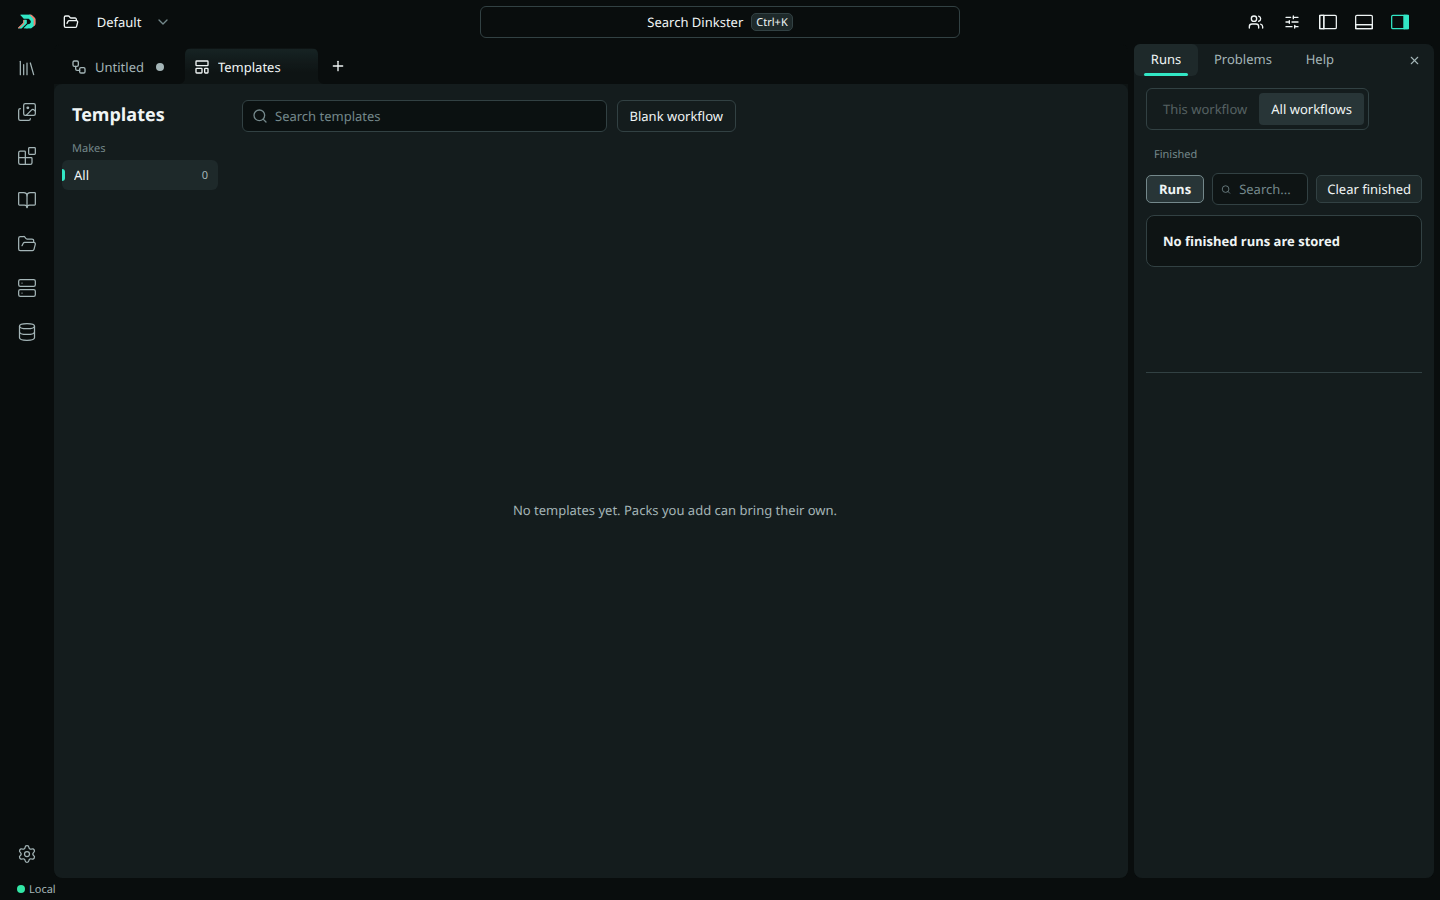 Default
Search Dinkster Ctrl+K
Untitled
Templates
Runs
Problems
Help
Templates
Search templates
Blank workflow
This workflow
All workflows
Makes
Finished
All
0
Runs
Search...
Clear finished
No finished runs are stored
No templates yet. Packs you add can bring their own.
Local